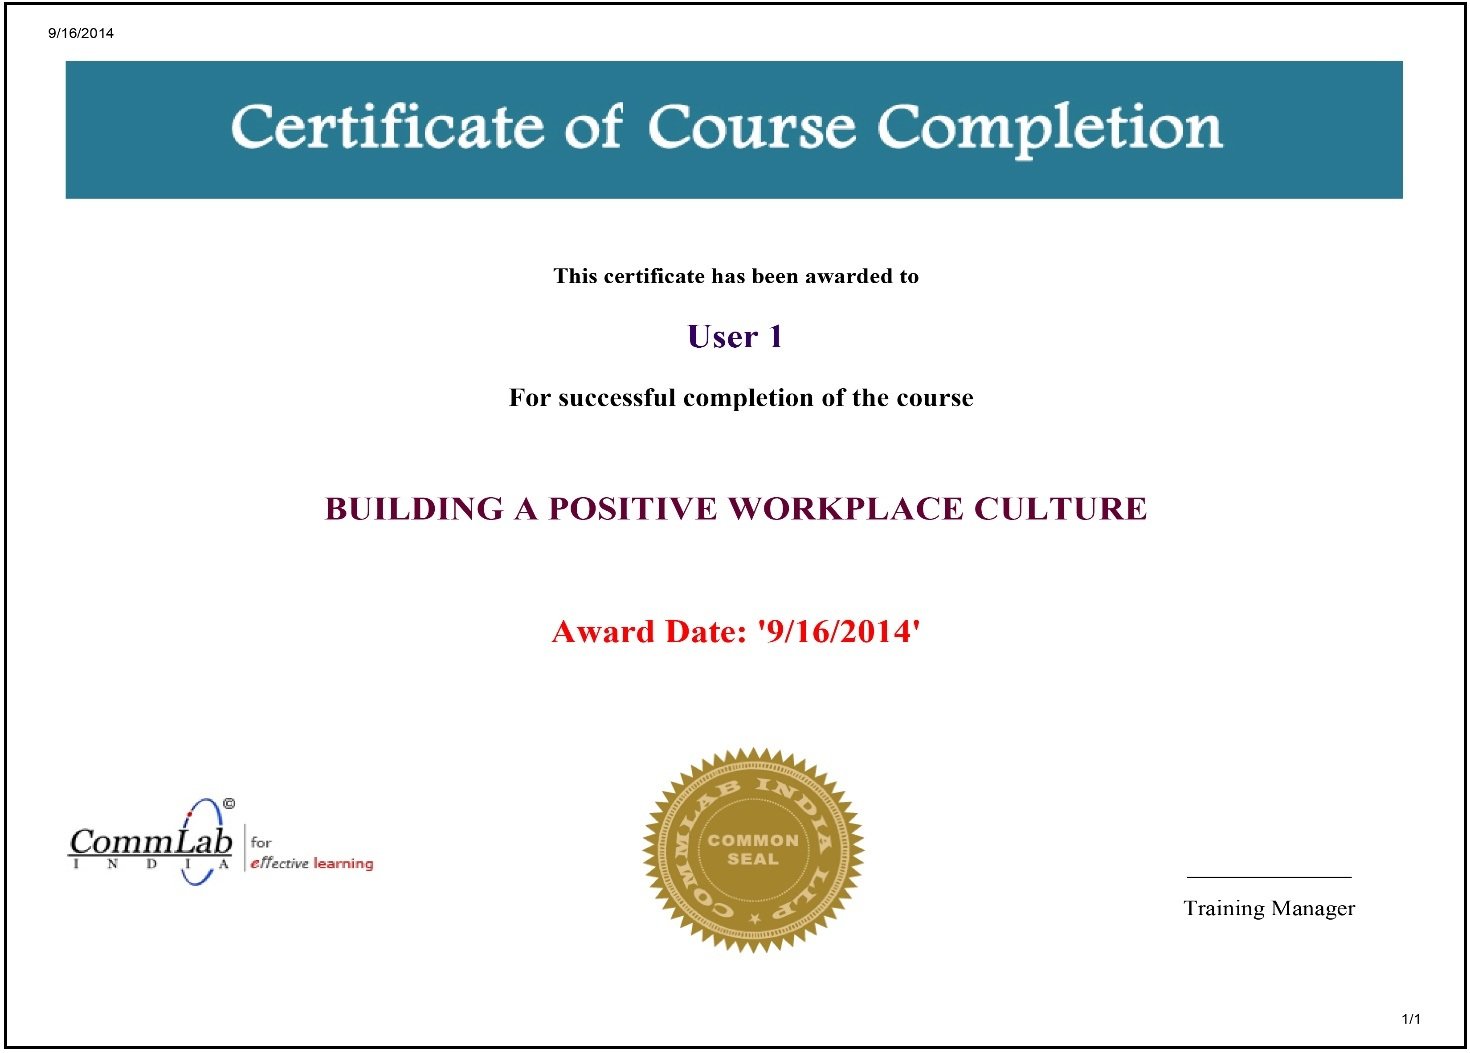 9/16/2014
Certificate of Course Completion
This certificate has been awarded to
User 1
For successful completion of the course
BUILDING A POSITIVE WORKPLACE CULTURE
Award Date: '9/16/2014'
CommLab©
INDIA
for
effective learning
COMMLAB INDIA LLP
COMMON
SEAL
Training Manager
1/1